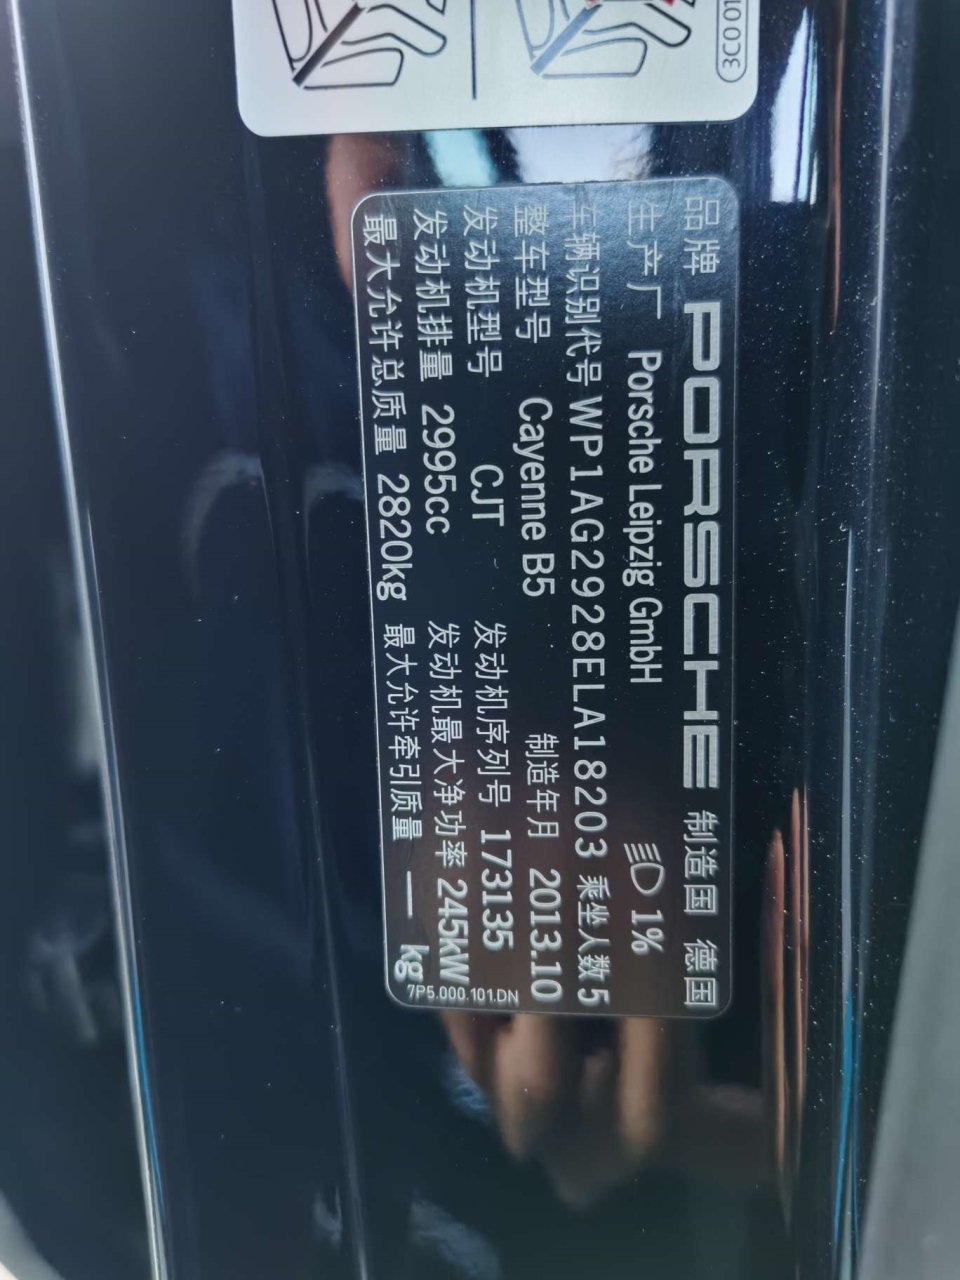 3C0 010
品牌 PORSCHE 制造国 德国
生产厂 Porsche Leipzig GmbH 1%
车辆识别代号 WP1AG2928ELA18203 乘坐人数 5
整车型号 Cayenne B5 制造年月 2013.10
发动机型号 CJT 发动机序列号 173135
发动机排量 2995cc 发动机最大净功率 245kW
最大允许总质量 2820kg 最大允许牵引质量 — kg
7P5.000.101.DN